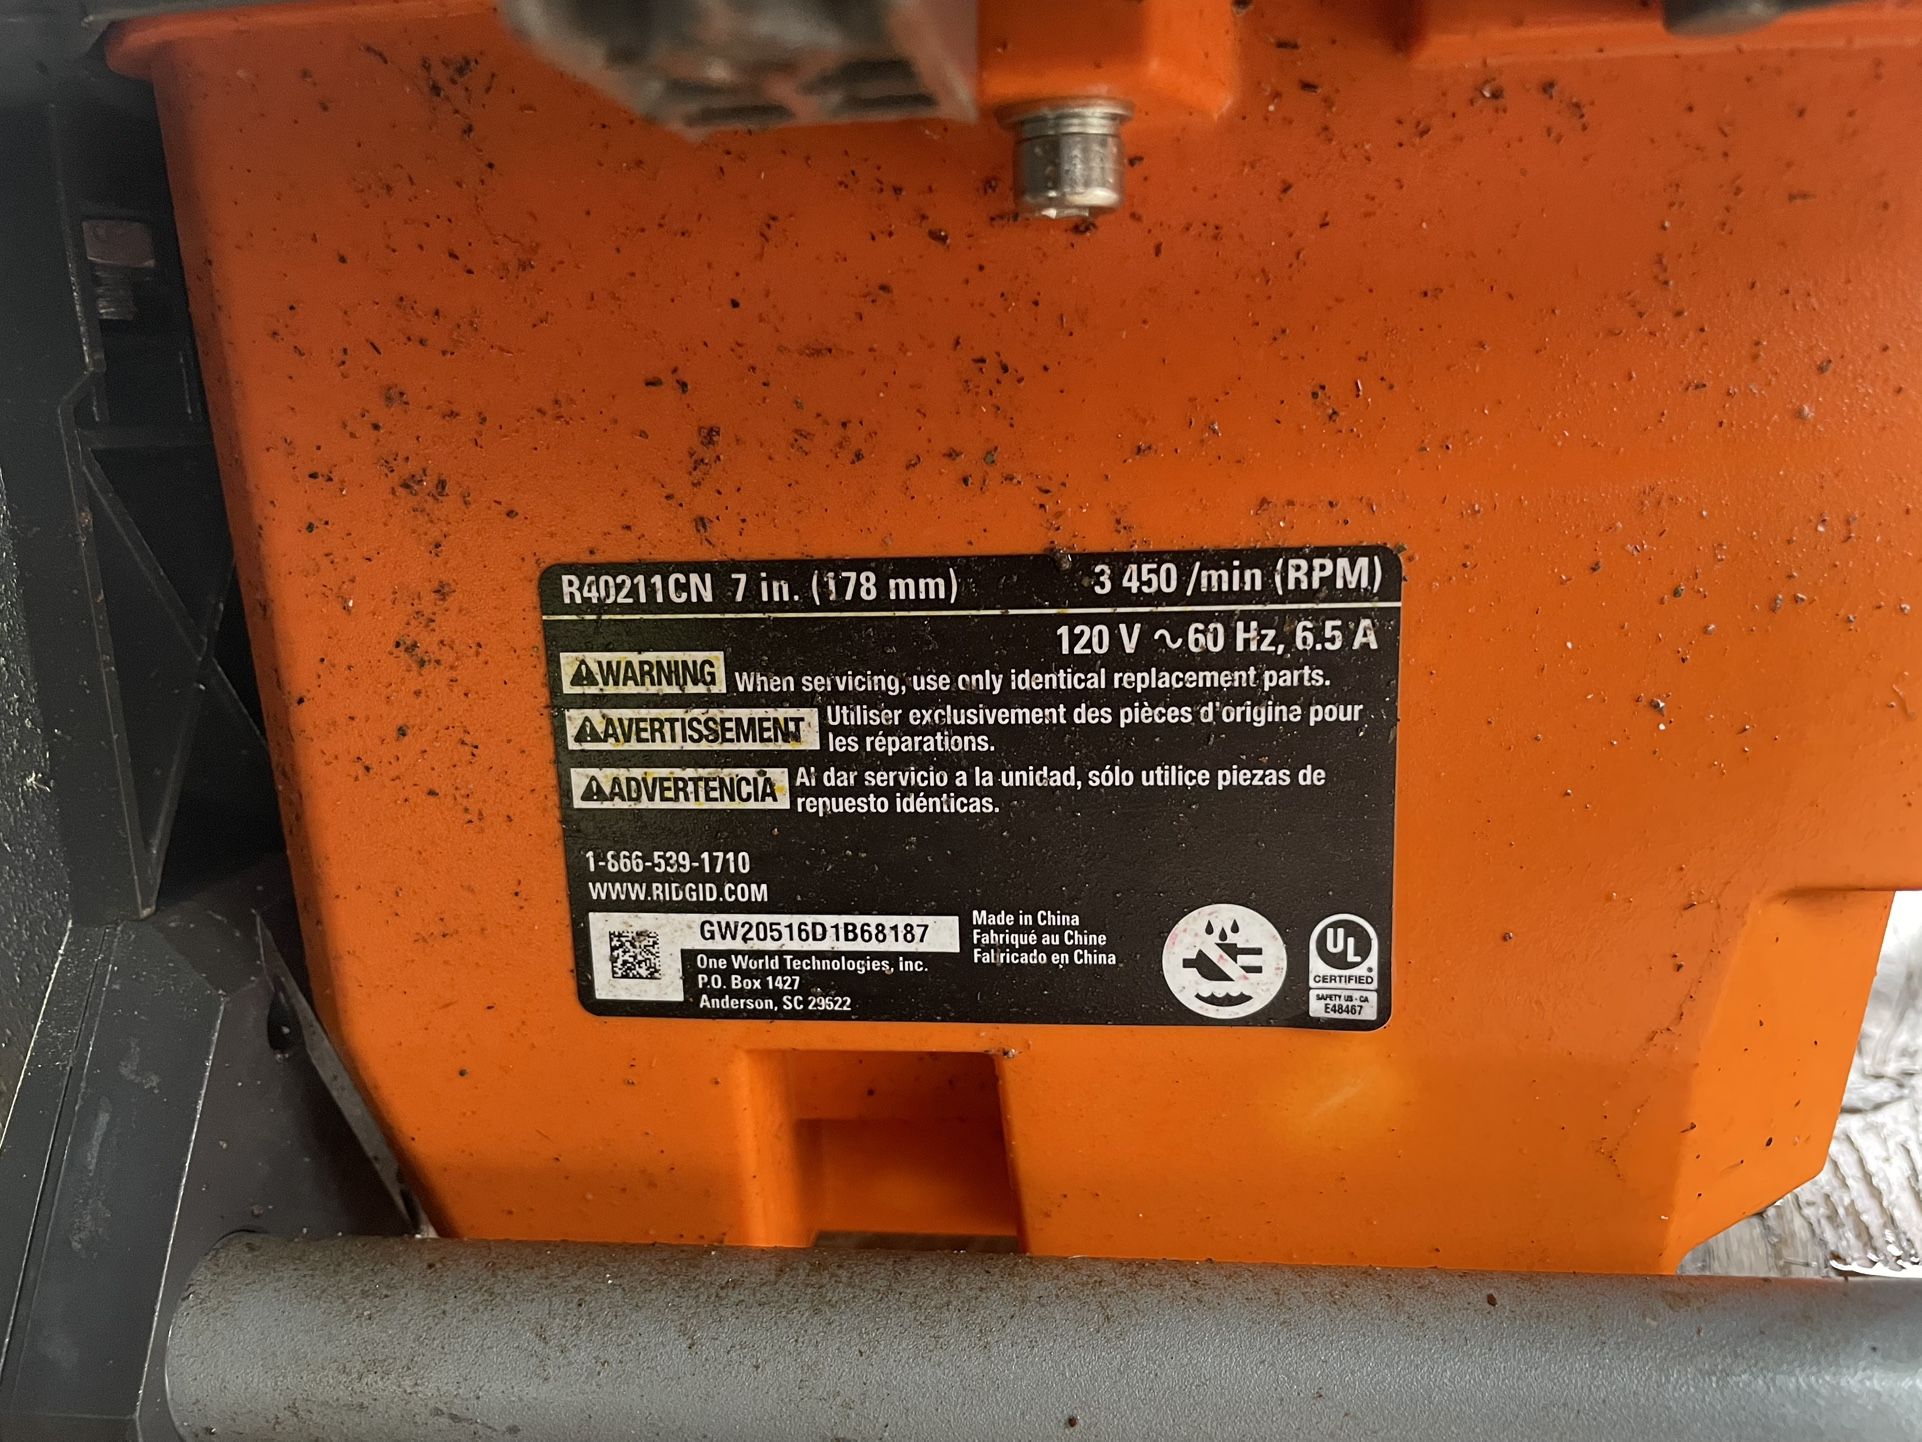 R40211CN 7 in. (178 mm) 3 450 /min (RPM)
120 V ~ 60 Hz, 6.5 A
WARNING When servicing, use only identical replacement parts.
AVERTISSEMENT Utiliser exclusivement des pièces d'origine pour
les réparations.
ADVERTENCIA Al dar servicio a la unidad, sólo utilice piezas de
repuesto idénticas.
1-866-539-1710
WWW.RIDGID.COM
GW20516D1B68187
One World Technologies, Inc.
P.O. Box 1427
Anderson, SC 29622
Made in China
Fabriqué au Chine
Fabricado en China
UL
CERTIFIED
SAFETY US - CA
E48467